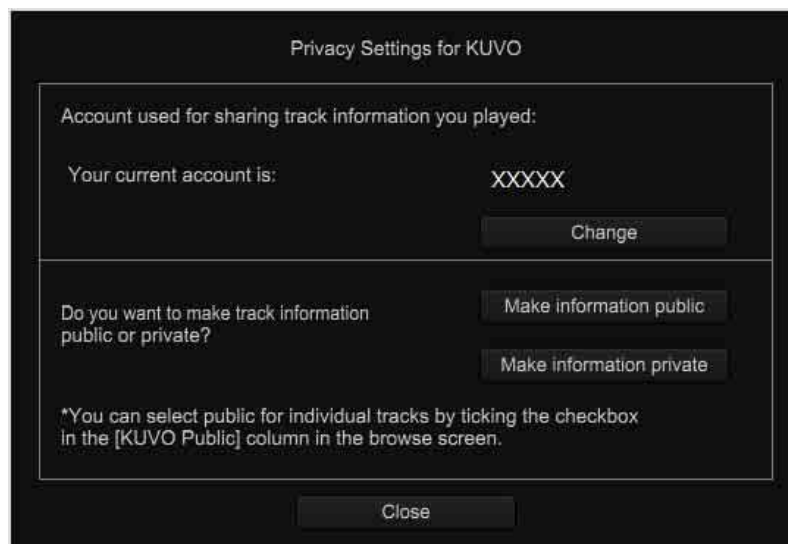 Privacy Settings for KUVO
Account used for sharing track information you played:
Your current account is:
XXXXX
Change
Do you want to make track information
public or private?
Make information public
Make information private
*You can select public for individual tracks by ticking the checkbox
in the [KUVO Public] column in the browse screen.
Close